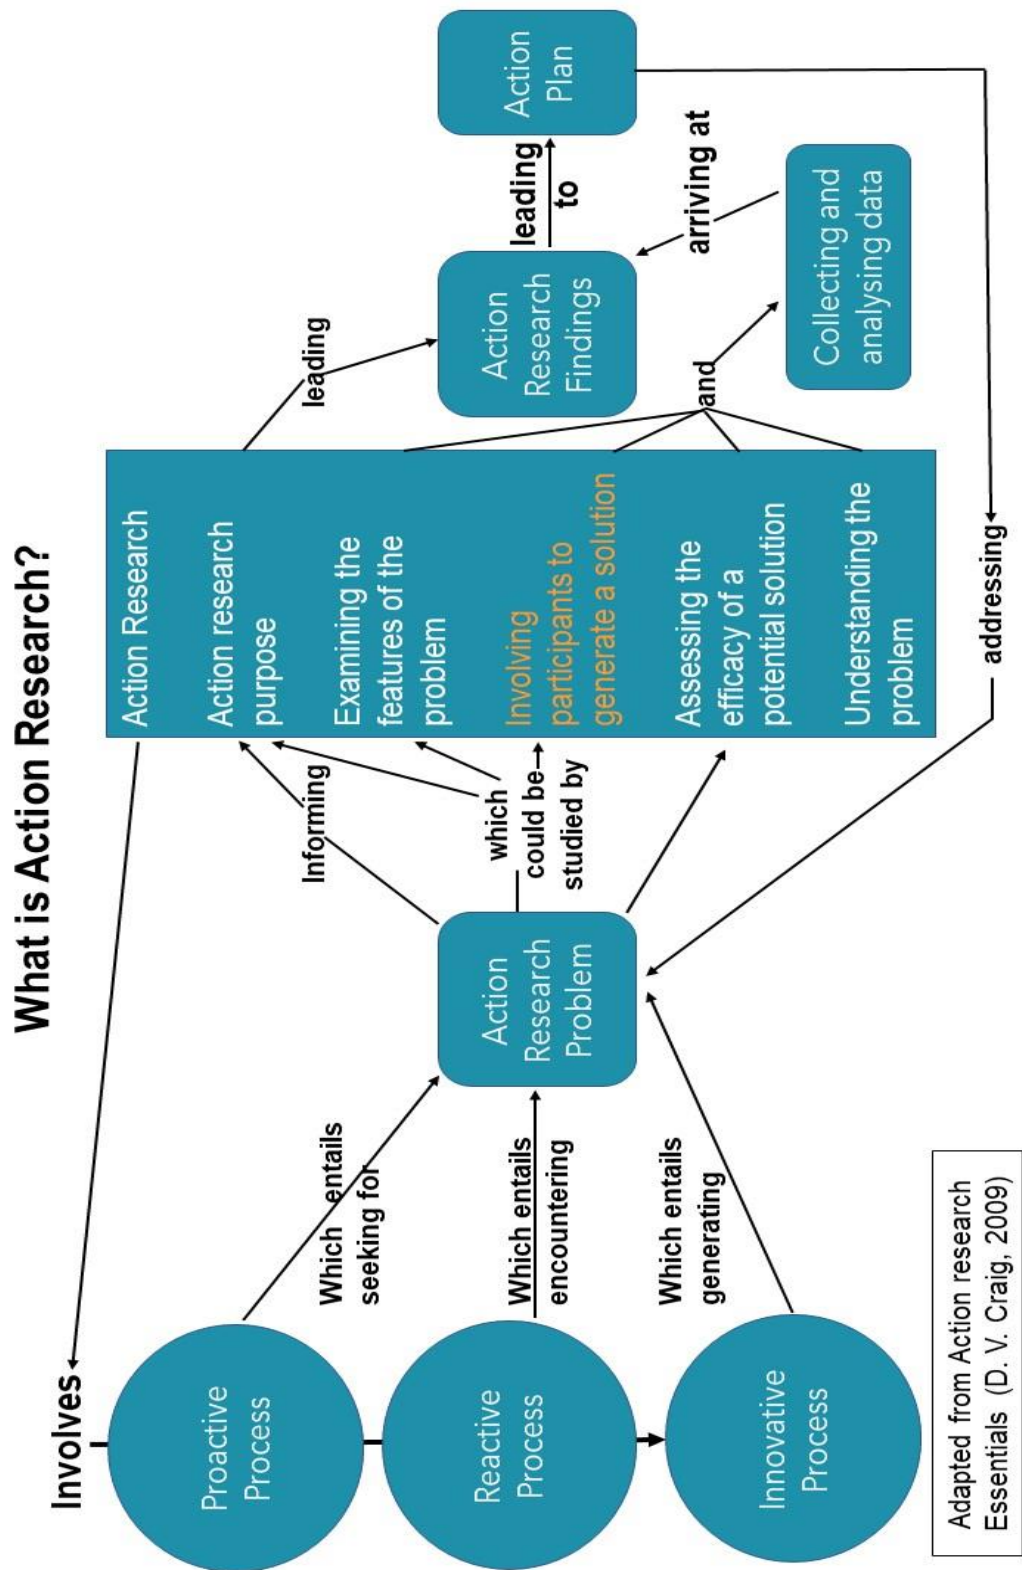 What is Action Research?
Involves
Proactive
Process
Reactive
Process
Innovative
Process
Which entails
seeking for
Which entails
encountering
Which entails
generating
Action
Research
Problem
Informing
which
could be
studied by
Action Research
Action research
purpose
Examining the
features of the
problem
Involving
participants to
generate a solution
Assessing the
efficacy of a
potential solution
Understanding the
problem
leading
and
Action
Research
Findings
leading
to
Action
Plan
arriving at
Collecting and
analysing data
addressing
Adapted from Action research
Essentials (D. V. Craig, 2009)